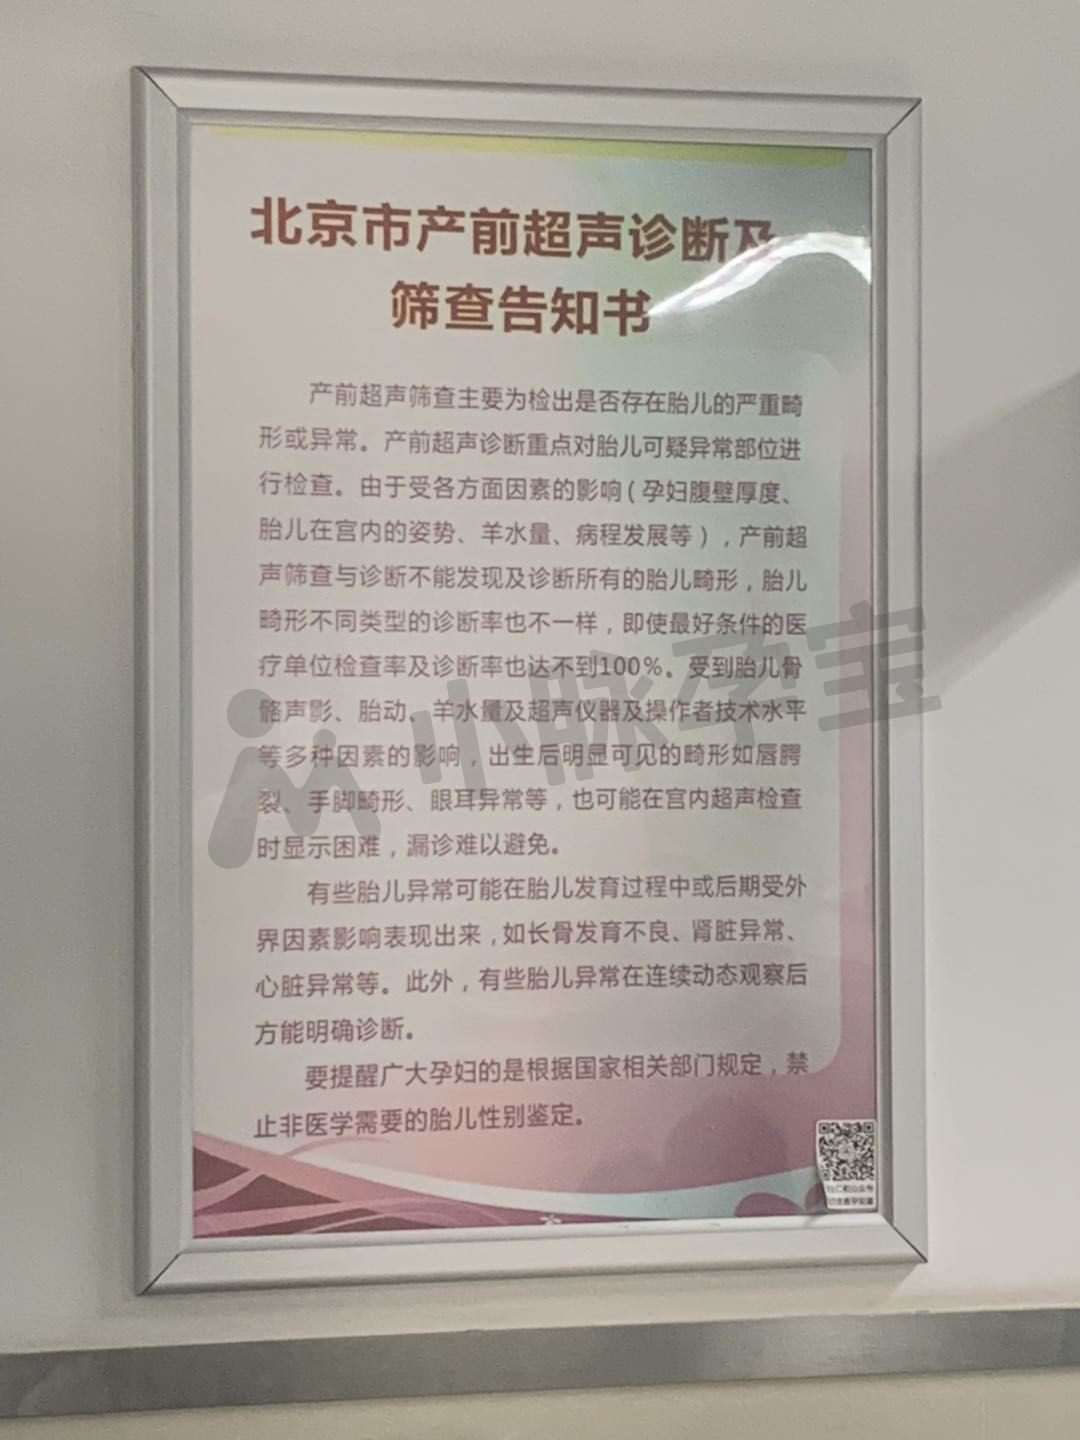 北京市产前超声诊断及
筛查告知书
产前超声筛查主要为检出是否存在胎儿的严重畸
形或异常。产前超声诊断重点对胎儿可疑异常部位进
行检查。由于受各方面因素的影响（孕妇腹壁厚度、
胎儿在宫内的姿势、羊水量、病程发展等），产前超
声筛查与诊断不能发现及诊断所有的胎儿畸形，胎儿
畸形不同类型的诊断率也不一样，即使最好条件的医
疗单位检查率及诊断率也达不到100%。受到胎儿骨
骼声影、胎动、羊水量及超声仪器及操作者技术水平
等多种因素的影响，出生后明显可见的畸形如唇腭
裂、手脚畸形、眼耳异常等，也可能在宫内超声检查
时显示困难，漏诊难以避免。
有些胎儿异常可能在胎儿发育过程中或后期受外
界因素影响表现出来，如长骨发育不良、肾脏异常、
心脏异常等。此外，有些胎儿异常在连续动态观察后
方能明确诊断。
要提醒广大孕妇的是根据国家相关部门规定，禁
止非医学需要的胎儿性别鉴定。
小脉孕宝